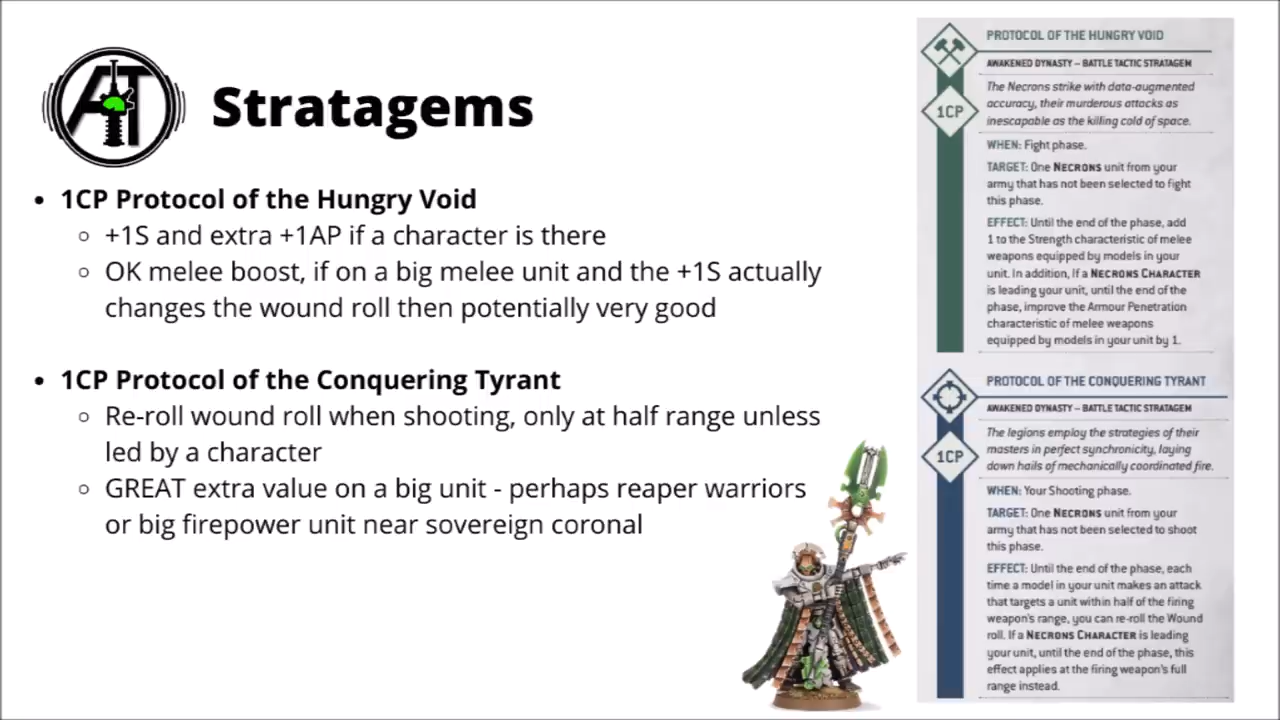 AT
Stratagems
• 1CP Protocol of the Hungry Void
○ +1S and extra +1AP if a character is there
○ OK melee boost, if on a big melee unit and the +1S actually
changes the wound roll then potentially very good
• 1CP Protocol of the Conquering Tyrant
○ Re-roll wound roll when shooting, only at half range unless
led by a character
○ GREAT extra value on a big unit - perhaps reaper warriors
or big firepower unit near sovereign coronal
PROTOCOL OF THE HUNGRY VOID
AWAKENED DYNASTY – BATTLE TACTIC STRATAGEM
The Necrons strike with data-augmented
accuracy, their murderous attacks as
inescapable as the killing cold of space.
1CP
WHEN: Fight phase.
TARGET: One NECRONS unit from your
army that has not been selected to fight
this phase.
EFFECT: Until the end of the phase, add
1 to the Strength characteristic of melee
weapons equipped by models in your
unit. In addition, if a NECRONS CHARACTER
is leading your unit, until the end of the
phase, improve the Armour Penetration
characteristic of melee weapons
equipped by models in your unit by 1.
PROTOCOL OF THE CONQUERING TYRANT
AWAKENED DYNASTY – BATTLE TACTIC STRATAGEM
The legions employ the strategies of their
masters in perfect synchronicity, laying
down hails of mechanically coordinated fire.
1CP
WHEN: Your Shooting phase.
TARGET: One NECRONS unit from your
army that has not been selected to shoot
this phase.
EFFECT: Until the end of the phase, each
time a model in your unit makes an attack
that targets a unit within half of the firing
weapon's range, you can re-roll the Wound
roll. If a NECRONS CHARACTER is leading
your unit, until the end of the phase, this
effect applies at the firing weapon's full
range instead.